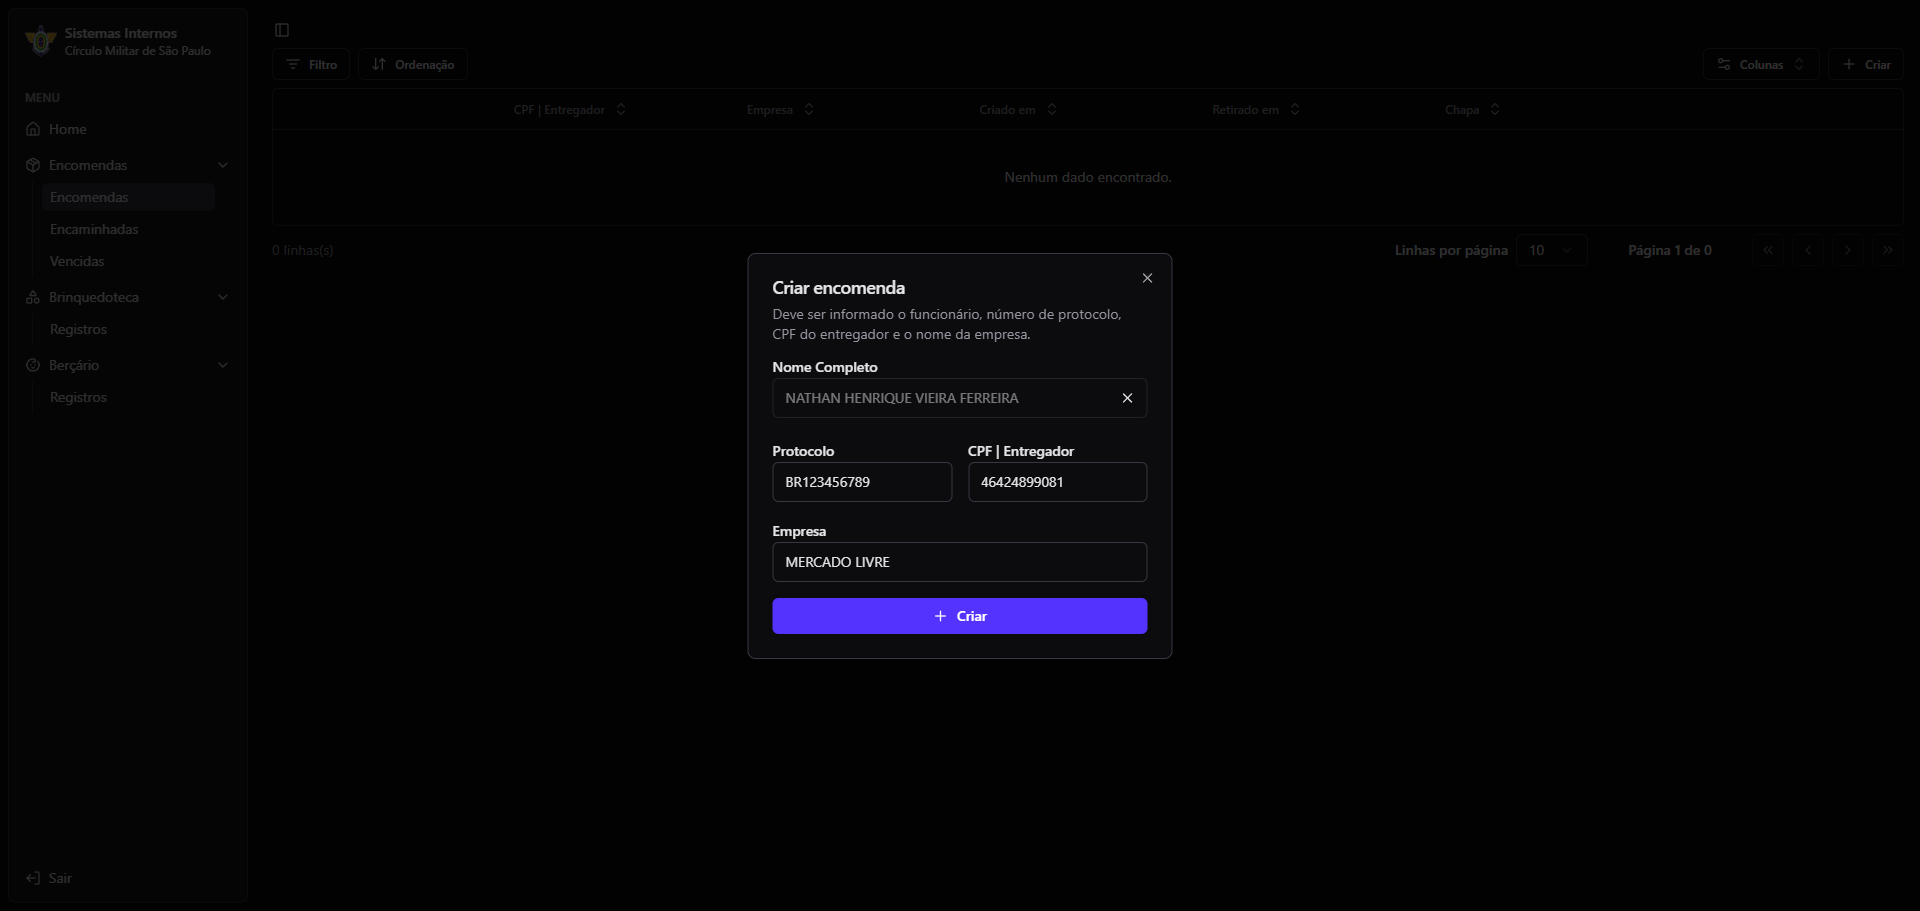 Sistemas Internos
Círculo Militar de São Paulo
MENU
Home
Encomendas
Encomendas
Encaminhadas
Vencidas
Brinquedoteca
Registros
Berçário
Registros
Sair
Filtro
Ordenação
Colunas
Criar
CPF | Entregador
Empresa
Criado em
Retirado em
Chapa
Nenhum dado encontrado.
0 linhas(s)
Linhas por página
10
Página 1 de 0
Criar encomenda
Deve ser informado o funcionário, número de protocolo,
CPF do entregador e o nome da empresa.
Nome Completo
NATHAN HENRIQUE VIEIRA FERREIRA
Protocolo
CPF | Entregador
BR123456789
46424899081
Empresa
MERCADO LIVRE
Criar